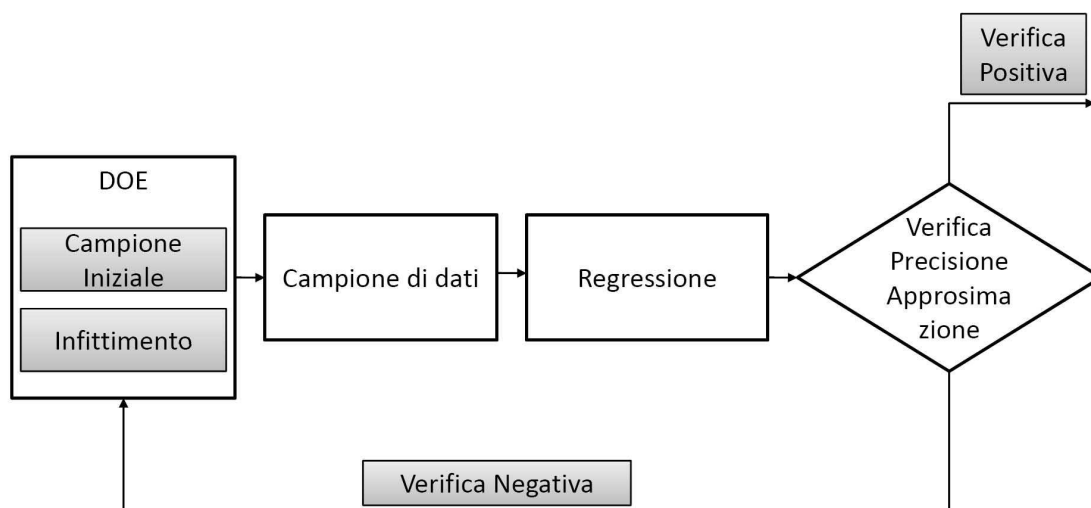 Verifica
Positiva
DOE
Campione
Iniziale
Infittimento
Campione di dati
Regressione
Verifica
Precisione
Approsima
zione
Verifica Negativa